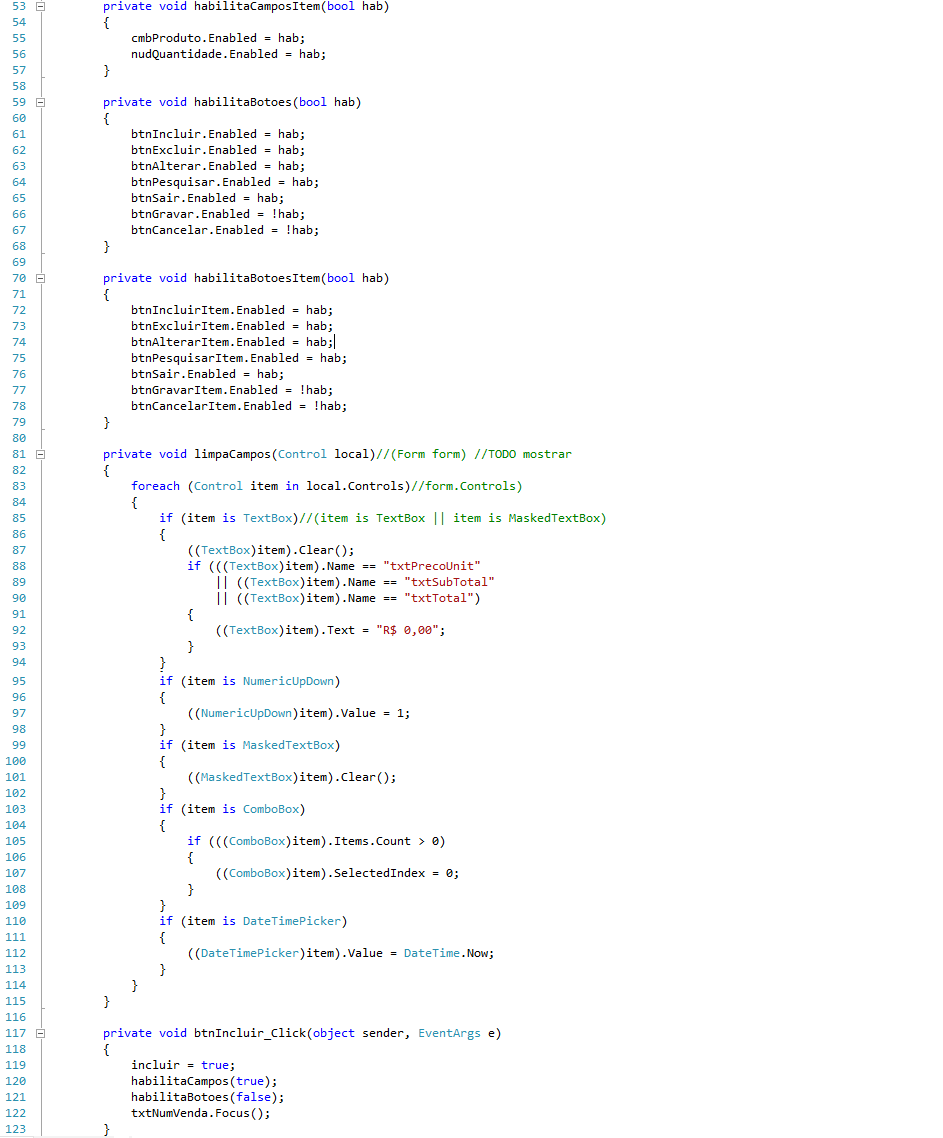 53 private void habilitaCamposItem(bool hab)
54 {
55 cmbProduto.Enabled = hab;
56 nudQuantidade.Enabled = hab;
57 }
58
59 private void habilitaBotoes(bool hab)
60 {
61 btnIncluir.Enabled = hab;
62 btnExcluir.Enabled = hab;
63 btnAlterar.Enabled = hab;
64 btnPesquisar.Enabled = hab;
65 btnSair.Enabled = hab;
66 btnGravar.Enabled = !hab;
67 btnCancelar.Enabled = !hab;
68 }
69
70 private void habilitaBotoesItem(bool hab)
71 {
72 btnIncluirItem.Enabled = hab;
73 btnExcluirItem.Enabled = hab;
74 btnAlterarItem.Enabled = hab;
75 btnPesquisarItem.Enabled = hab;
76 btnSair.Enabled = hab;
77 btnGravarItem.Enabled = !hab;
78 btnCancelarItem.Enabled = !hab;
79 }
80
81 private void limpaCampos(Control local)//(Form form) //TODO mostrar
82 {
83 foreach (Control item in local.Controls)//form.Controls)
84 {
85 if (item is TextBox)//(item is TextBox || item is MaskedTextBox)
86 {
87 ((TextBox)item).Clear();
88 if (((TextBox)item).Name == "txtPrecoUnit"
89 || ((TextBox)item).Name == "txtSubTotal"
90 || ((TextBox)item).Name == "txtTotal")
91 {
92 ((TextBox)item).Text = "R$ 0,00";
93 }
94 }
95 if (item is NumericUpDown)
96 {
97 ((NumericUpDown)item).Value = 1;
98 }
99 if (item is MaskedTextBox)
100 {
101 ((MaskedTextBox)item).Clear();
102 }
103 if (item is ComboBox)
104 {
105 if (((ComboBox)item).Items.Count > 0)
106 {
107 ((ComboBox)item).SelectedIndex = 0;
108 }
109 }
110 if (item is DateTimePicker)
111 {
112 ((DateTimePicker)item).Value = DateTime.Now;
113 }
114 }
115 }
116
117 private void btnIncluir_Click(object sender, EventArgs e)
118 {
119 incluir = true;
120 habilitaCampos(true);
121 habilitaBotoes(false);
122 txtNumVenda.Focus();
123 }